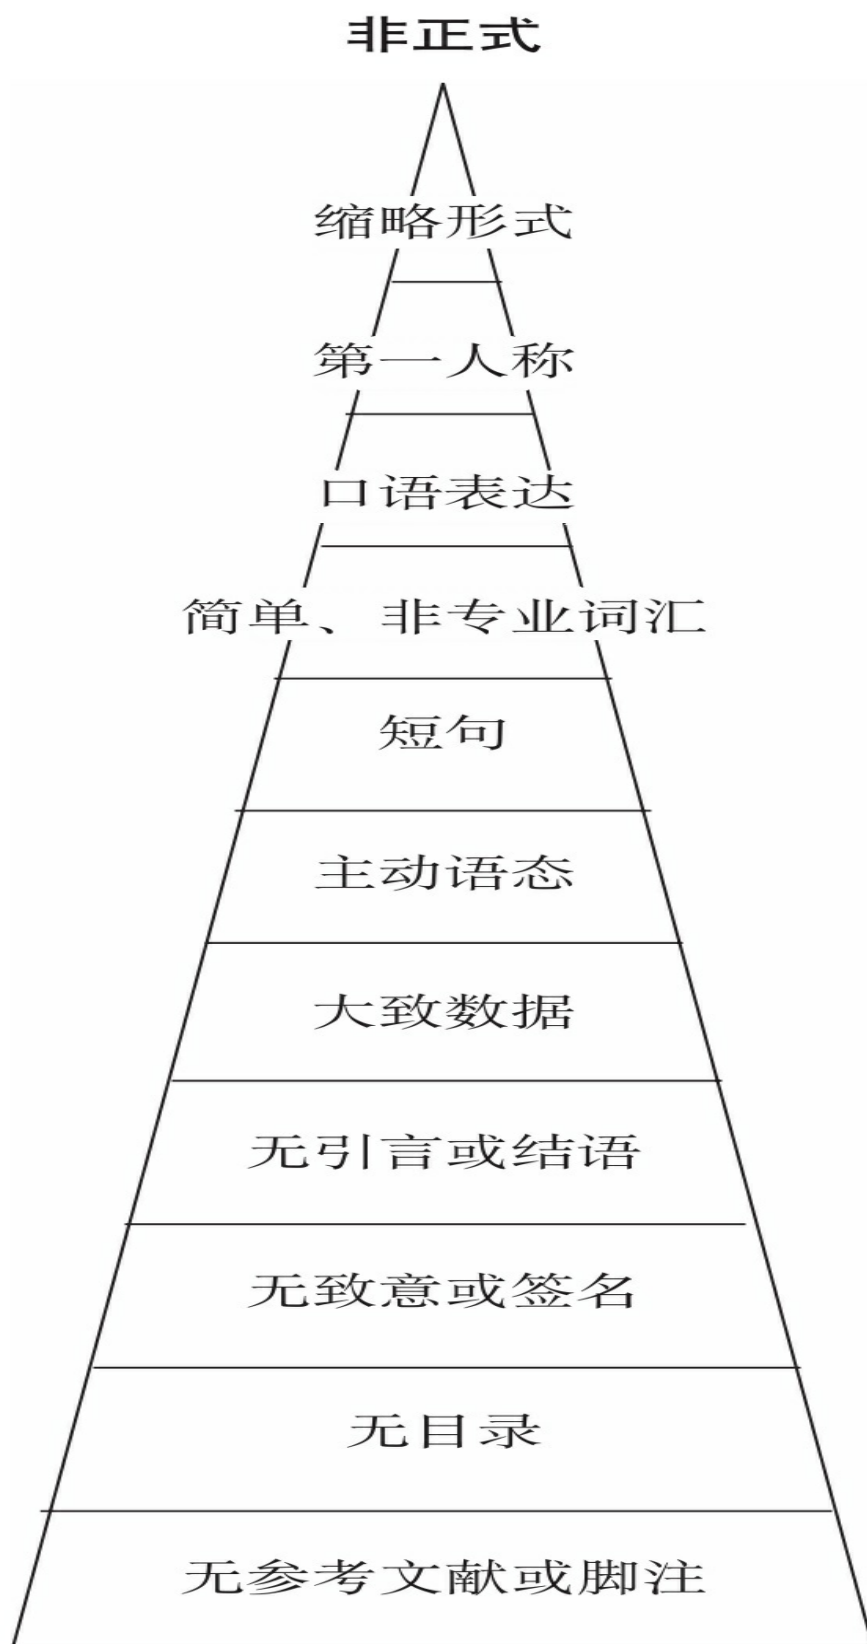 非正式
缩略形式
第一人称
口语表达
简单、非专业词汇
短句
主动语态
大致数据
无引言或结语
无致意或签名
无目录
无参考文献或脚注